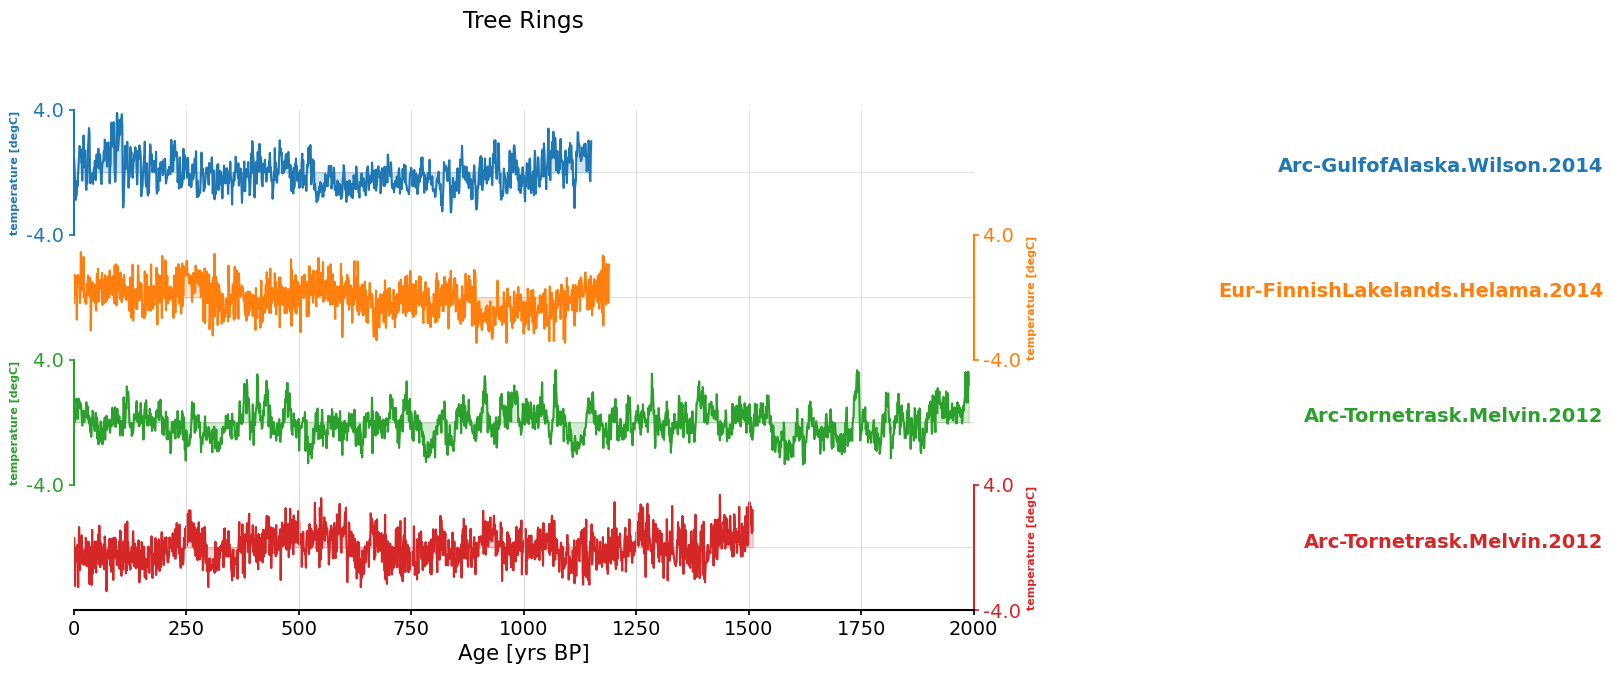 Tree Rings
4.0
-4.0
temperature [degC]
Arc-GulfofAlaska.Wilson.2014
4.0
-4.0
temperature [degC]
Eur-FinnishLakelands.Helama.2014
4.0
-4.0
temperature [degC]
Arc-Tornetrask.Melvin.2012
4.0
-4.0
temperature [degC]
Arc-Tornetrask.Melvin.2012
0 250 500 750 1000 1250 1500 1750 2000
Age [yrs BP]